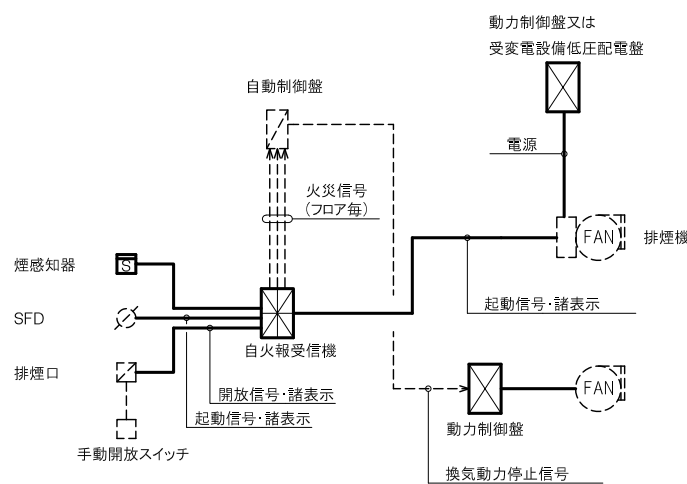 動力制御盤又は
受変電設備低圧配電盤
自動制御盤
電源
火災信号
(フロア毎)
FAN
排煙機
煙感知器
S
SFD
起動信号・諸表示
自火報受信機
排煙口
開放信号・諸表示
FAN
起動信号・諸表示
動力制御盤
手動開放スイッチ
換気動力停止信号